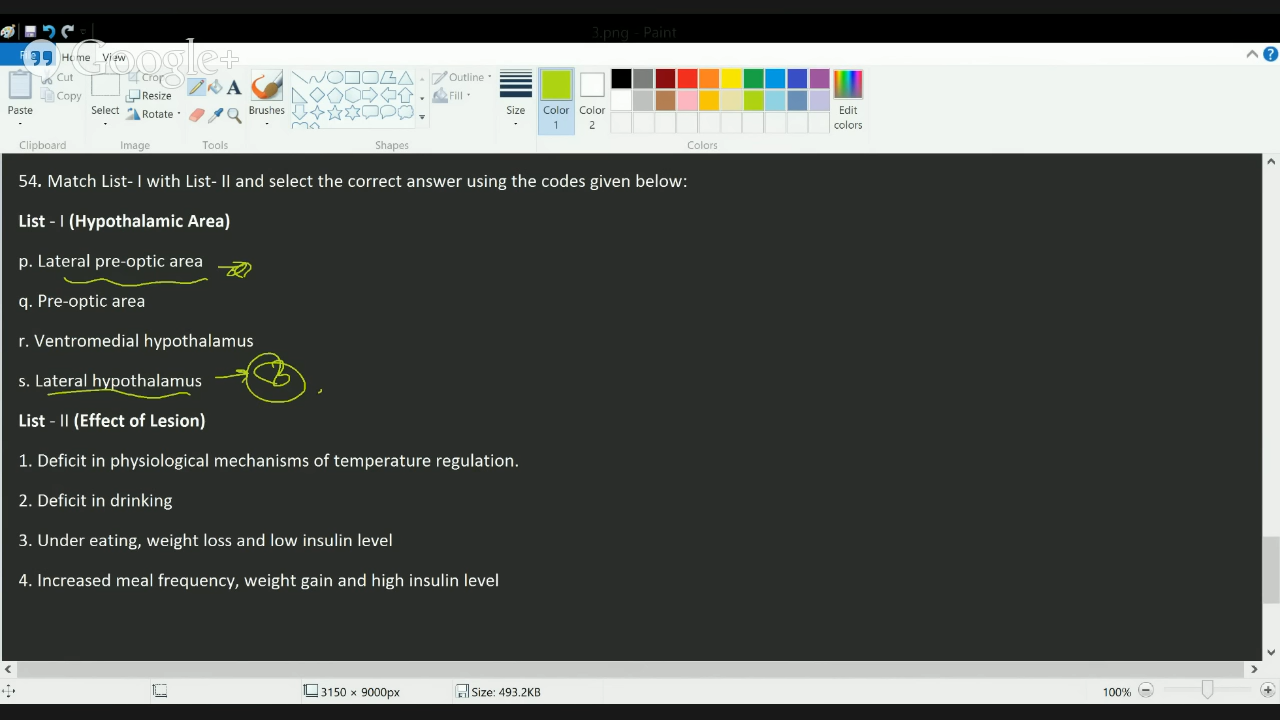 3.png - Paint
File Home View
Google+
Cut
Copy
Paste
Crop
Resize
Rotate
Select
Brushes
Outline
Fill
Size
Color 1
Color 2
Edit colors
Clipboard
Image
Tools
Shapes
Colors
54. Match List- I with List- II and select the correct answer using the codes given below:
List - I (Hypothalamic Area)
p. Lateral pre-optic area
q. Pre-optic area
r. Ventromedial hypothalamus
s. Lateral hypothalamus
List - II (Effect of Lesion)
1. Deficit in physiological mechanisms of temperature regulation.
2. Deficit in drinking
3. Under eating, weight loss and low insulin level
4. Increased meal frequency, weight gain and high insulin level
3150 × 9000px
Size: 493.2KB
100%